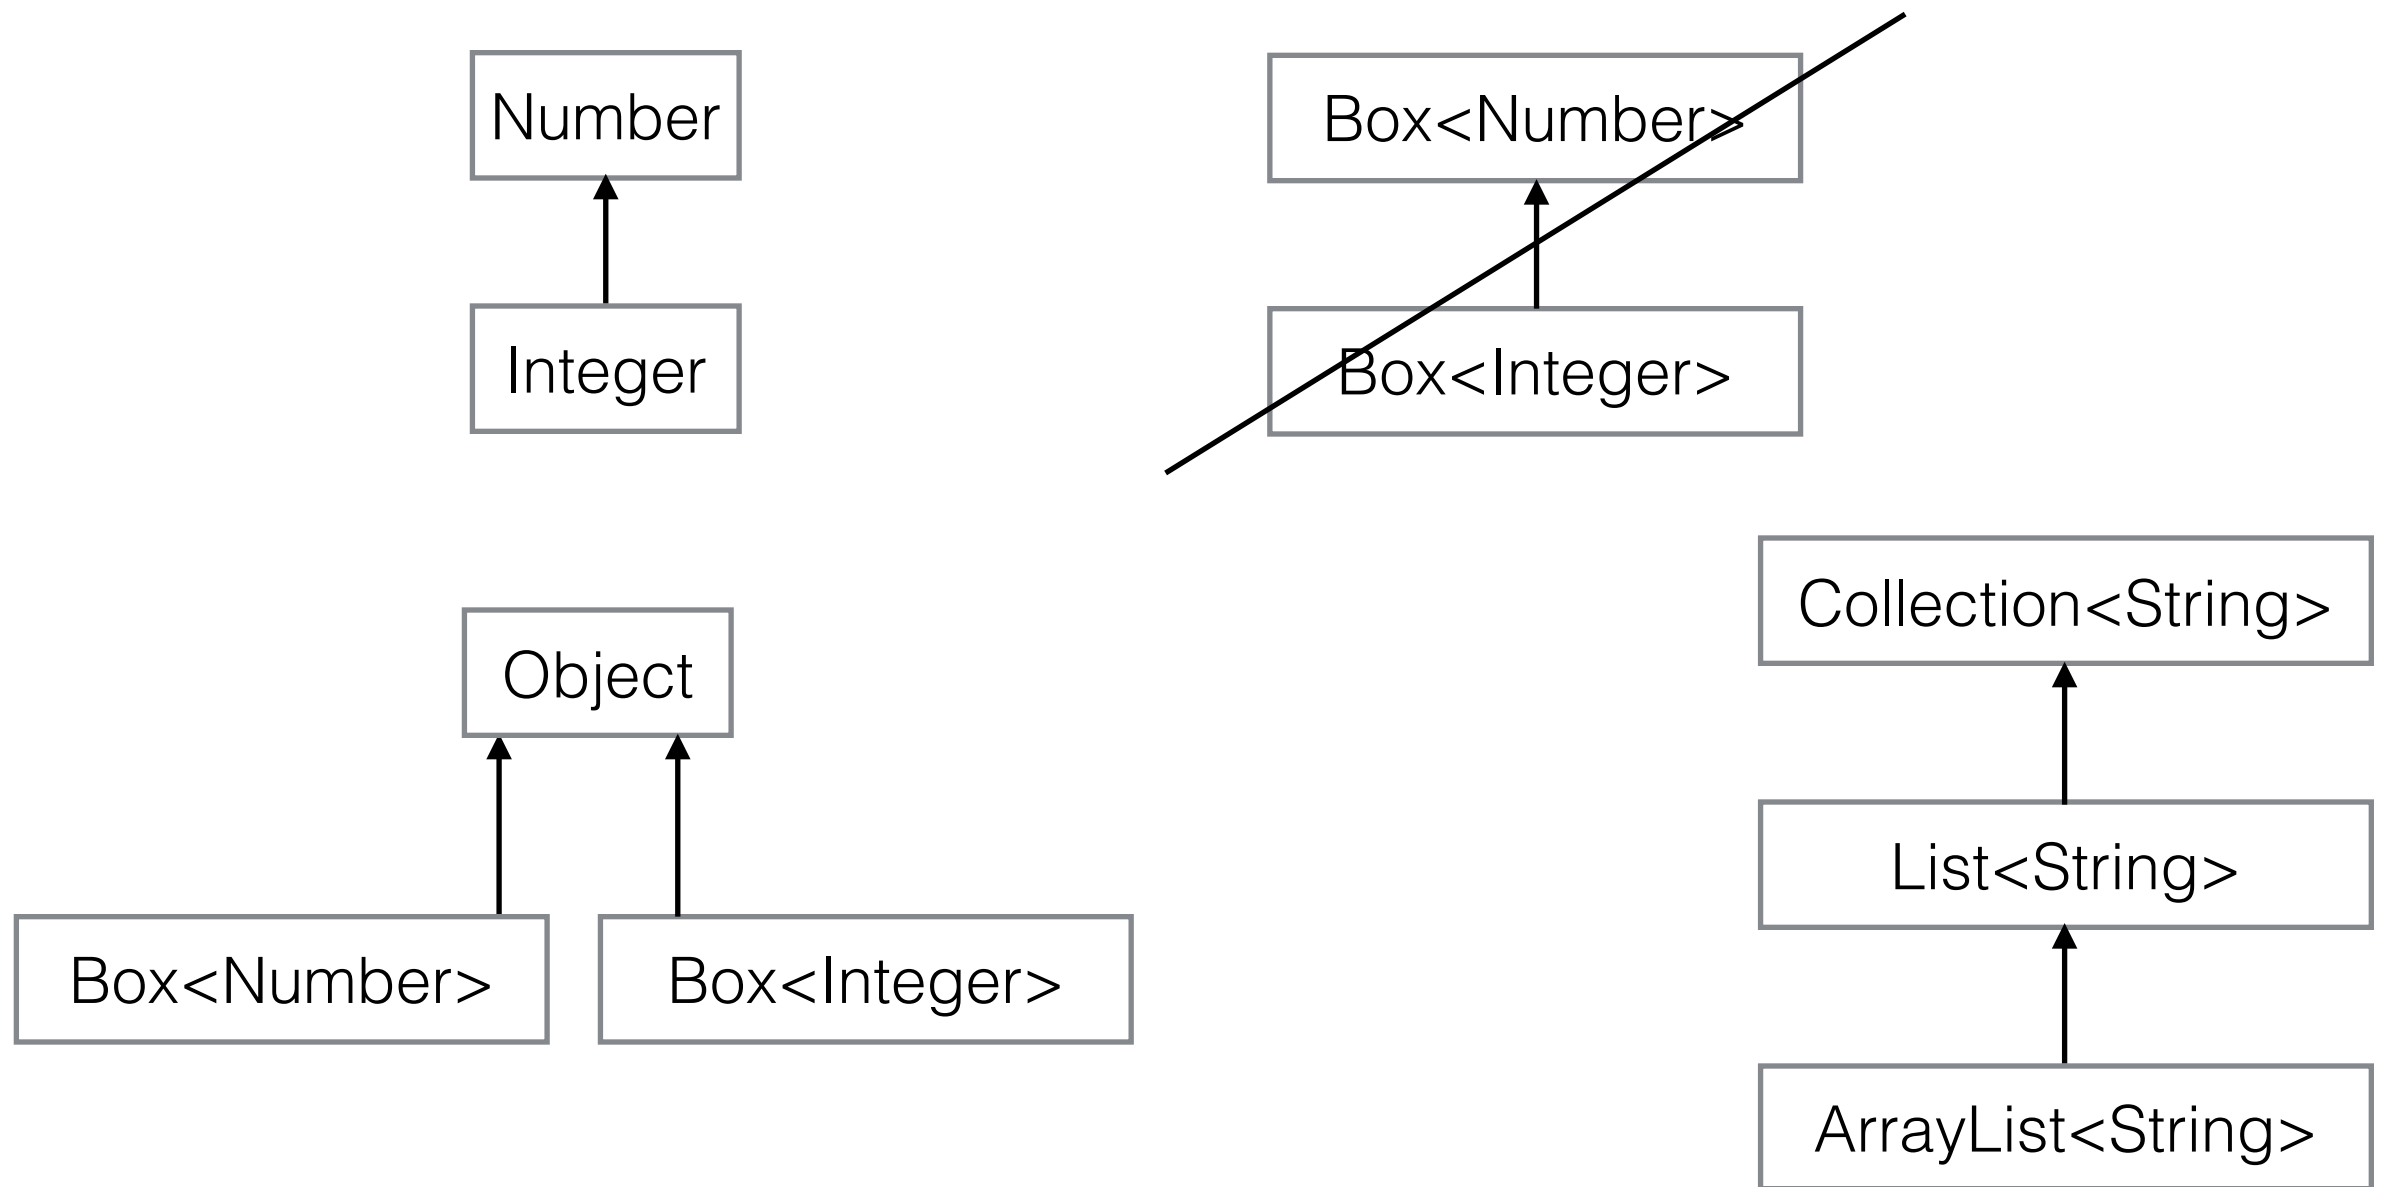 Number
Integer
Box<Number>
Box<Integer>
Object
Box<Number>
Box<Integer>
Collection<String>
List<String>
ArrayList<String>